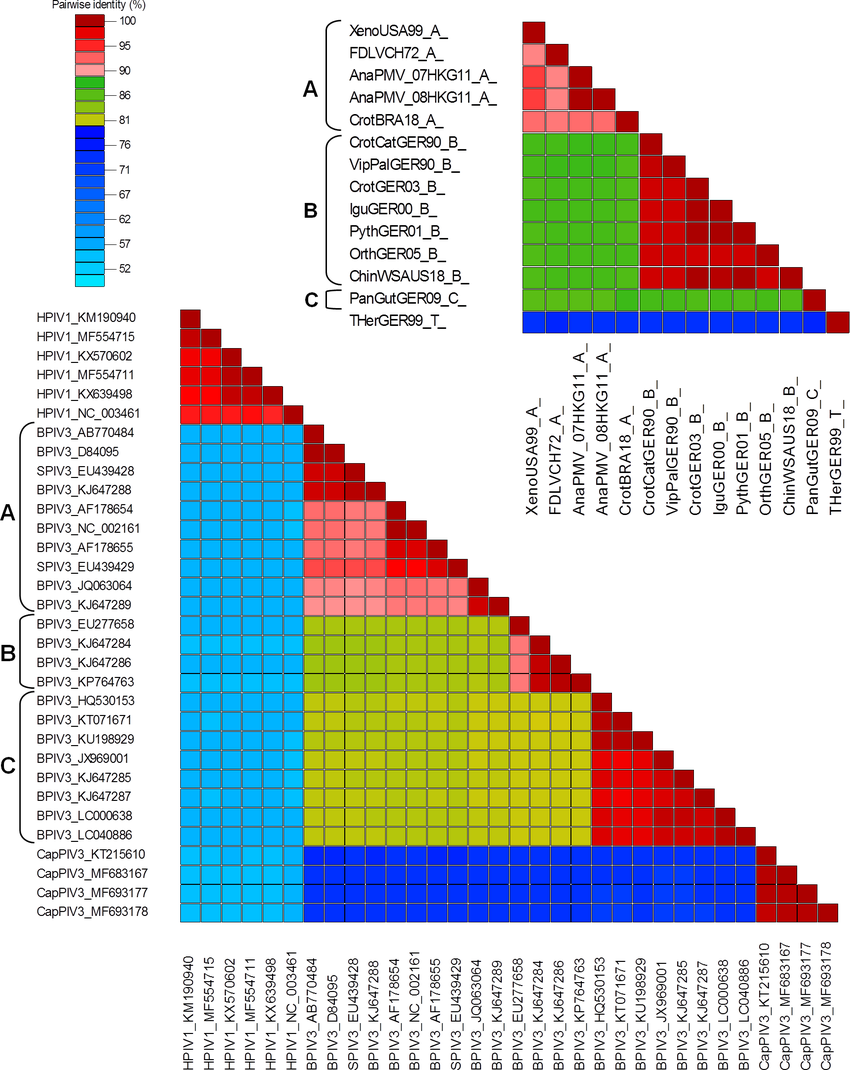 Pairwise identity (%)
100
95
90
86
81
76
71
67
62
57
52
A
B
C
XenoUSA99_A_
FDLVCH72_A_
AnaPMV_07HKG11_A_
AnaPMV_08HKG11_A_
CrotBRA18_A_
CrotCatGER90_B_
VipPalGER90_B_
CrotGER03_B_
IguGER00_B_
PythGER01_B_
OrthGER05_B_
ChinWSAUS18_B_
PanGutGER09_C_
THerGER99_T_
XenoUSA99_A_
FDLVCH72_A_
AnaPMV_07HKG11_A_
AnaPMV_08HKG11_A_
CrotBRA18_A_
CrotCatGER90_B_
VipPalGER90_B_
CrotGER03_B_
IguGER00_B_
PythGER01_B_
OrthGER05_B_
ChinWSAUS18_B_
PanGutGER09_C_
THerGER99_T_
A
B
C
HPIV1_KM190940
HPIV1_MF554715
HPIV1_KX570602
HPIV1_MF554711
HPIV1_KX639498
HPIV1_NC_003461
BPIV3_AB770484
BPIV3_D84095
SPIV3_EU439428
BPIV3_KJ647288
BPIV3_AF178654
BPIV3_NC_002161
BPIV3_AF178655
SPIV3_EU439429
BPIV3_JQ063064
BPIV3_KJ647289
BPIV3_EU277658
BPIV3_KJ647284
BPIV3_KJ647286
BPIV3_KP764763
BPIV3_HQ530153
BPIV3_KT071671
BPIV3_KU198929
BPIV3_JX969001
BPIV3_KJ647285
BPIV3_KJ647287
BPIV3_LC000638
BPIV3_LC040886
CapPIV3_KT215610
CapPIV3_MF683167
CapPIV3_MF693177
CapPIV3_MF693178
HPIV1_KM190940
HPIV1_MF554715
HPIV1_KX570602
HPIV1_MF554711
HPIV1_KX639498
HPIV1_NC_003461
BPIV3_AB770484
BPIV3_D84095
SPIV3_EU439428
BPIV3_KJ647288
BPIV3_AF178654
BPIV3_NC_002161
BPIV3_AF178655
SPIV3_EU439429
BPIV3_JQ063064
BPIV3_KJ647289
BPIV3_EU277658
BPIV3_KJ647284
BPIV3_KJ647286
BPIV3_KP764763
BPIV3_HQ530153
BPIV3_KT071671
BPIV3_KU198929
BPIV3_JX969001
BPIV3_KJ647285
BPIV3_KJ647287
BPIV3_LC000638
BPIV3_LC040886
CapPIV3_KT215610
CapPIV3_MF683167
CapPIV3_MF693177
CapPIV3_MF693178